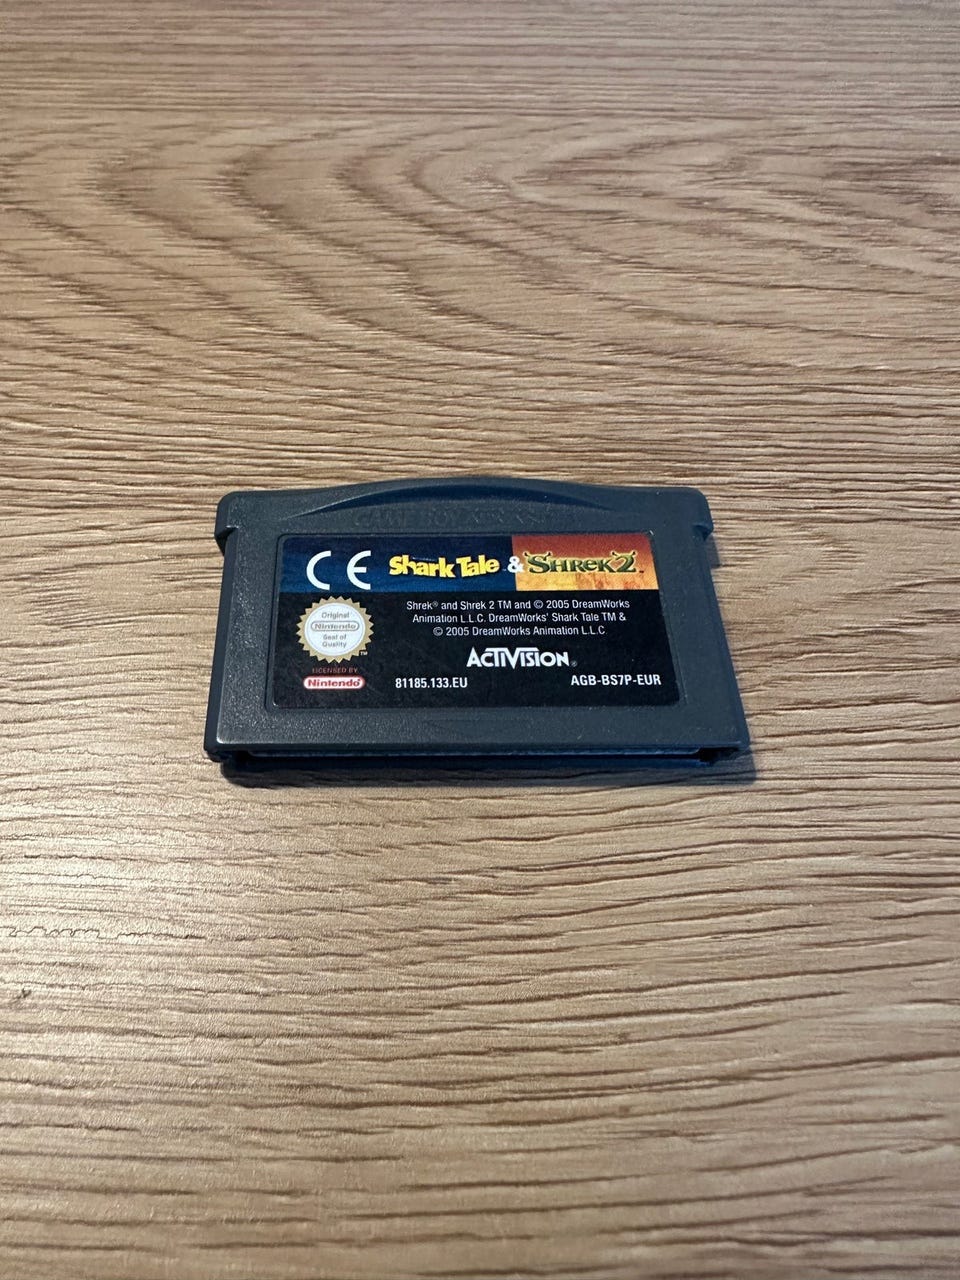 GAME BOY ADVANCE
CE
Shark Tale & SHREK 2™
Shrek® and Shrek 2 TM and © 2005 DreamWorks
Animation L.L.C. DreamWorks' Shark Tale TM &
© 2005 DreamWorks Animation L.L.C.
Original
Nintendo
Seal of
Quality
TM
ACTIVISION®
LICENSED BY
Nintendo
81185.133.EU
AGB-BS7P-EUR